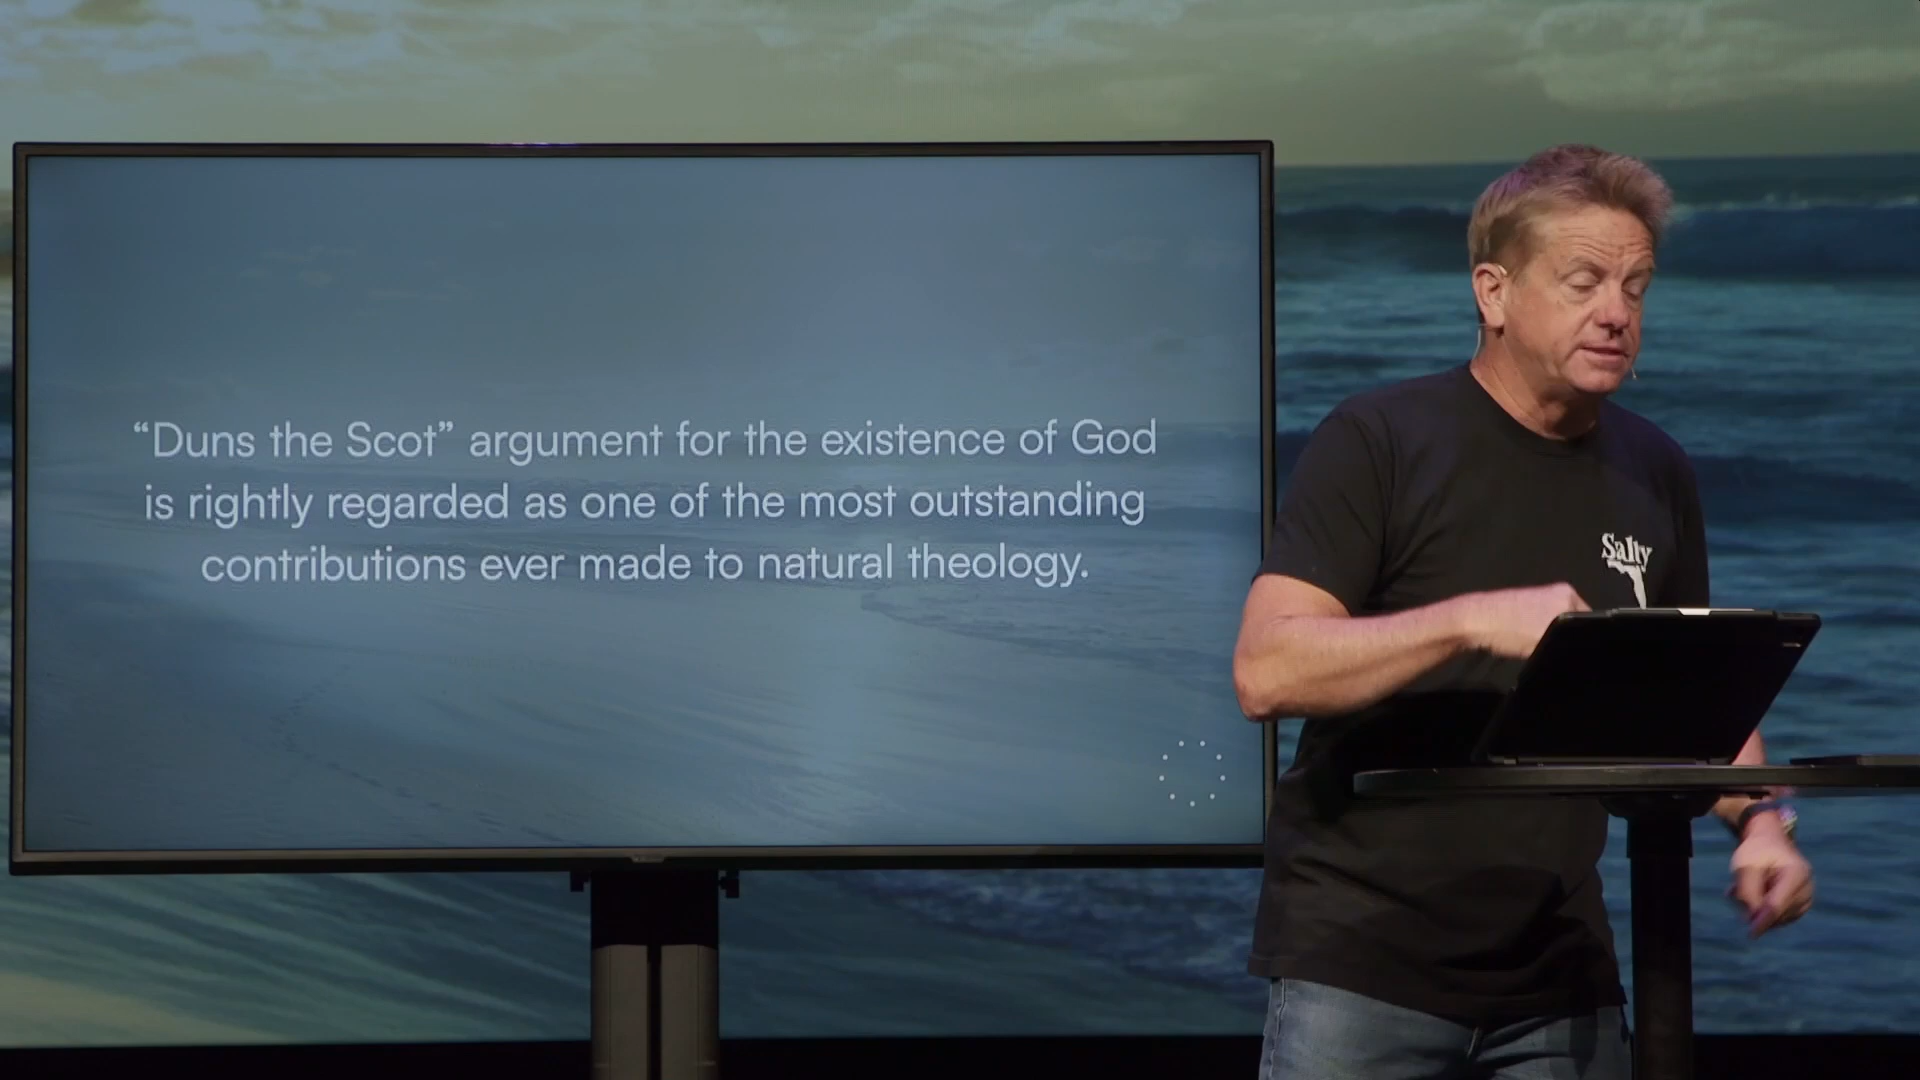 “Duns the Scot” argument for the existence of God
is rightly regarded as one of the most outstanding
contributions ever made to natural theology.
Salty